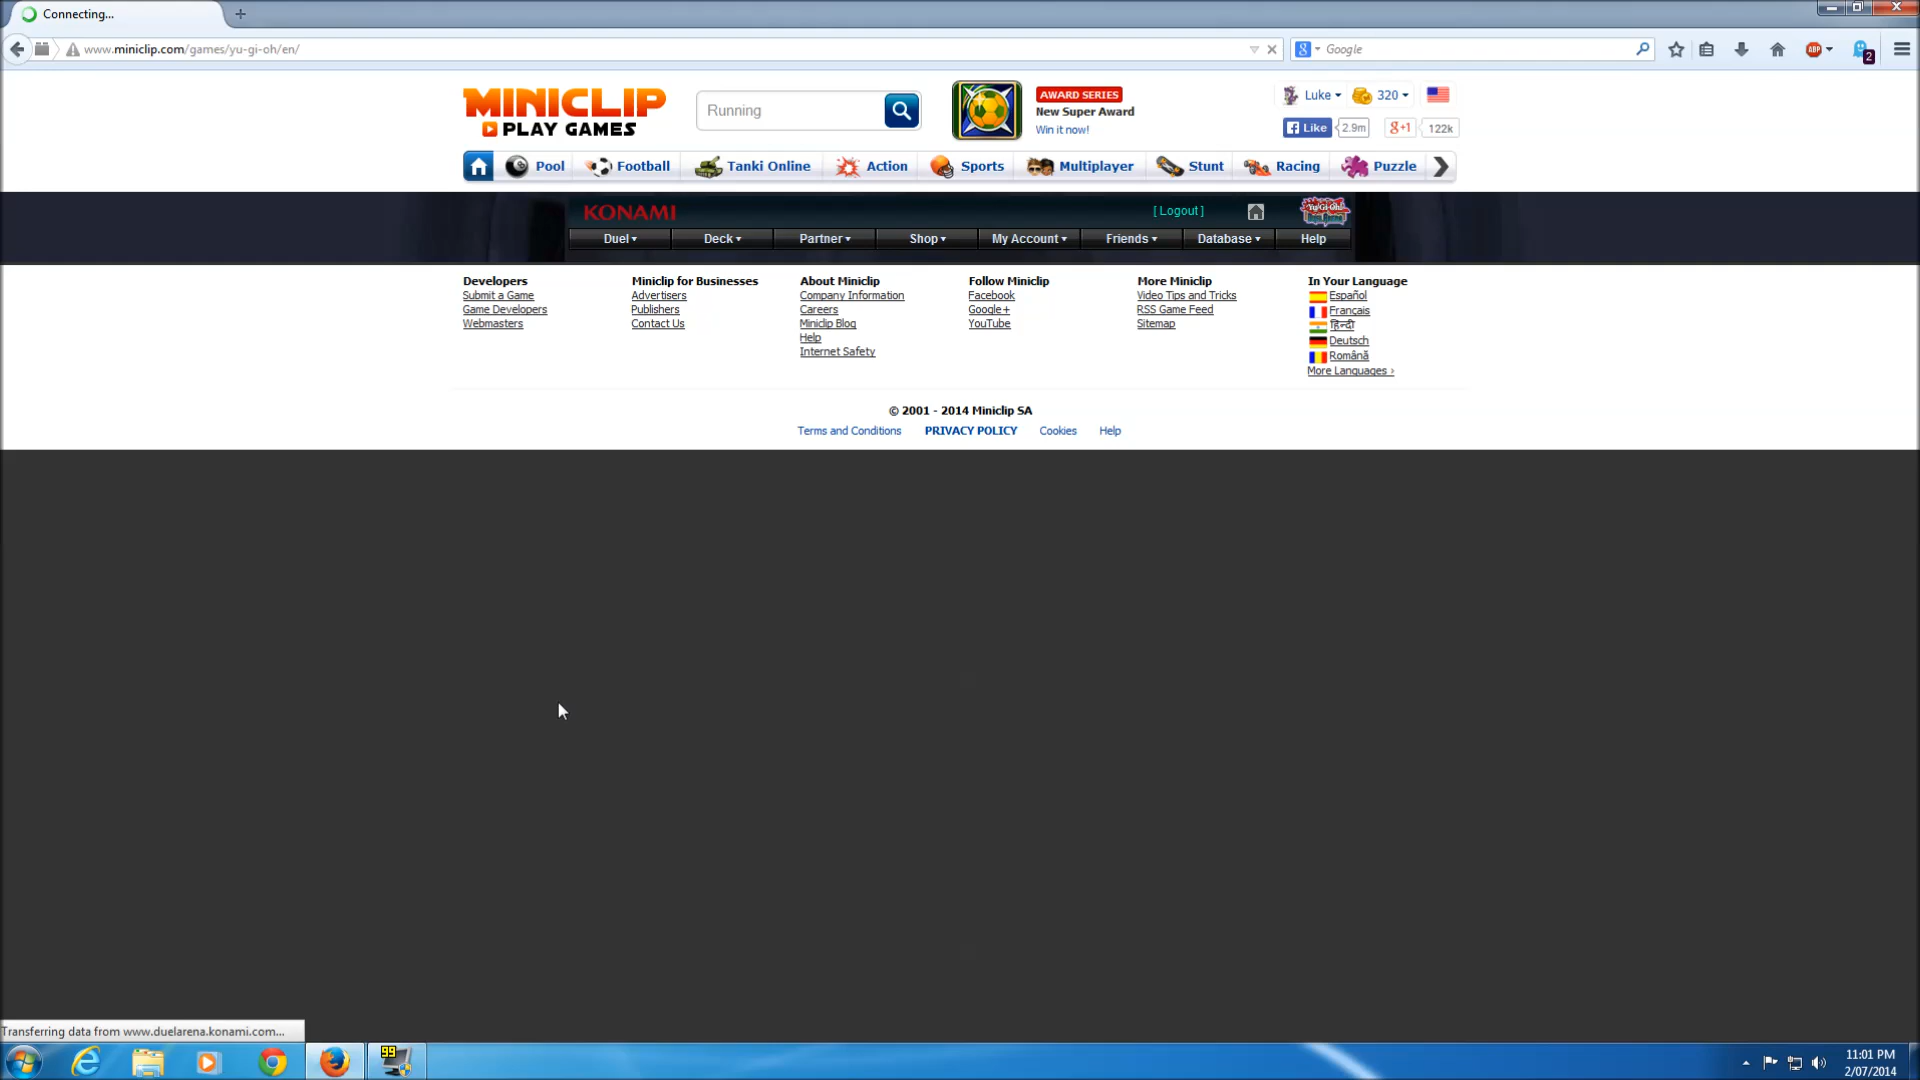 Connecting...
www.miniclip.com/games/yu-gi-oh/en/
Google
ABP
2
MINICLIP
PLAY GAMES
Running
AWARD SERIES
New Super Award
Win it now!
Luke
320
Like
2.9m
g+1
122k
Pool
Football
Tanki Online
Action
Sports
Multiplayer
Stunt
Racing
Puzzle
KONAMI
[ Logout ]
Yu-Gi-Oh!
Duel
Deck
Partner
Shop
My Account
Friends
Database
Help
Developers
Submit a Game
Game Developers
Webmasters
Miniclip for Businesses
Advertisers
Publishers
Contact Us
About Miniclip
Company Information
Careers
Miniclip Blog
Help
Internet Safety
Follow Miniclip
Facebook
Google+
YouTube
More Miniclip
Video Tips and Tricks
RSS Game Feed
Sitemap
In Your Language
Español
Français
हिन्दी
Deutsch
Română
More Languages ›
© 2001 - 2014 Miniclip SA
Terms and Conditions
PRIVACY POLICY
Cookies
Help
Transferring data from www.duelarena.konami.com...
99
11:01 PM
2/07/2014